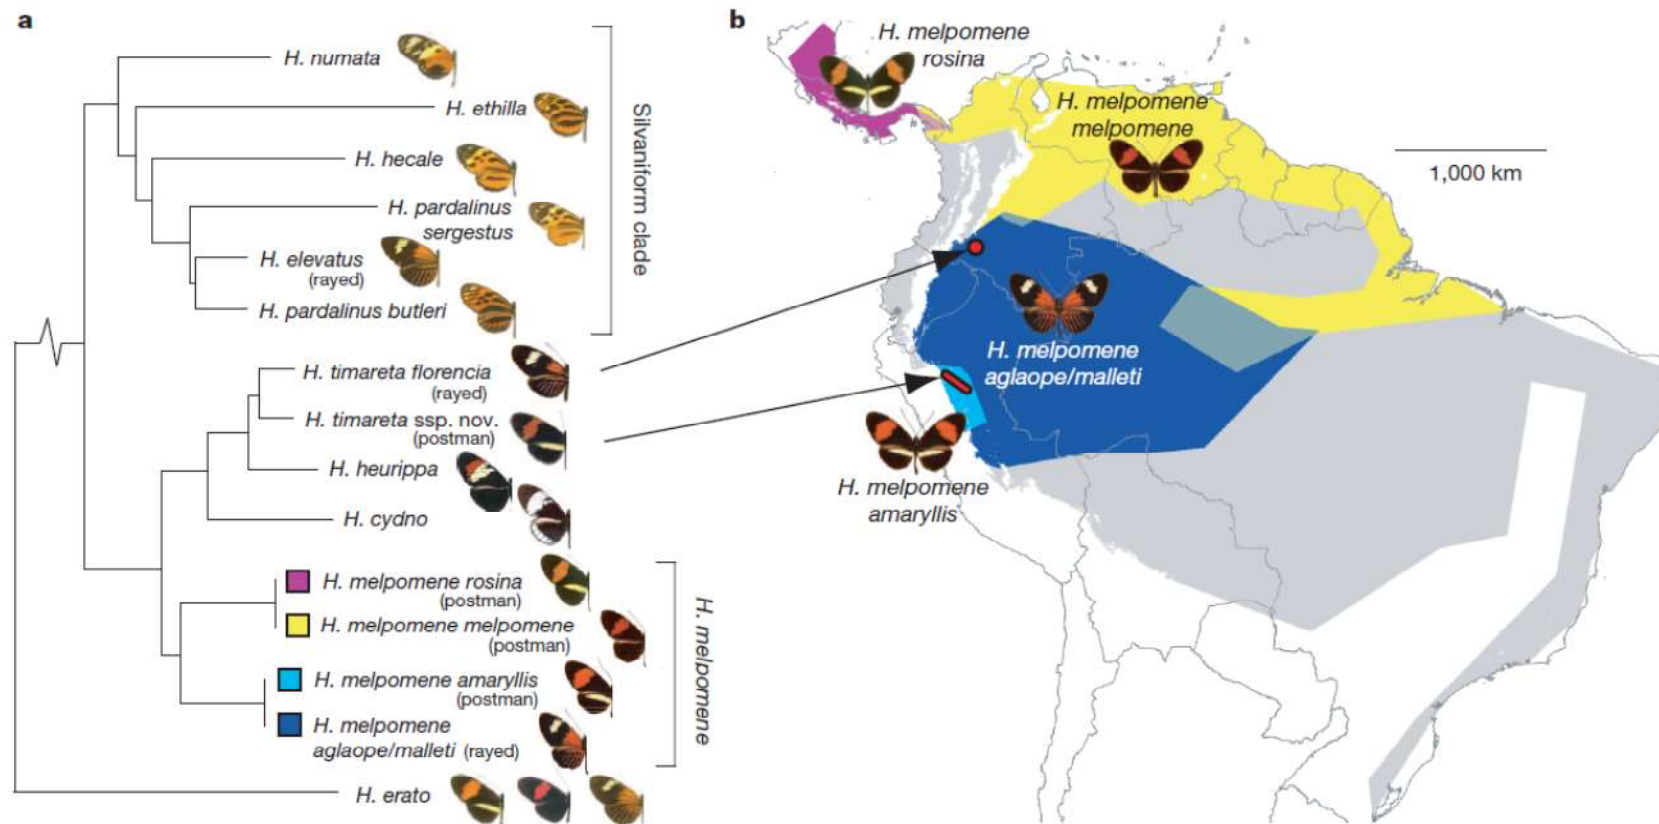 a
H. numata
H. ethilla
H. hecale
H. pardalinus
sergestus
H. elevatus
(rayed)
H. pardalinus butleri
Silvaniform clade
H. timareta florencia
(rayed)
H. timareta ssp. nov.
(postman)
H. heurippa
H. cydno
H. melpomene rosina
(postman)
H. melpomene melpomene
(postman)
H. melpomene amaryllis
(postman)
H. melpomene
aglaope/malleti (rayed)
H. melpomene
H. erato
b
H. melpomene
rosina
H. melpomene
melpomene
1,000 km
H. melpomene
aglaope/malleti
H. melpomene
amaryllis